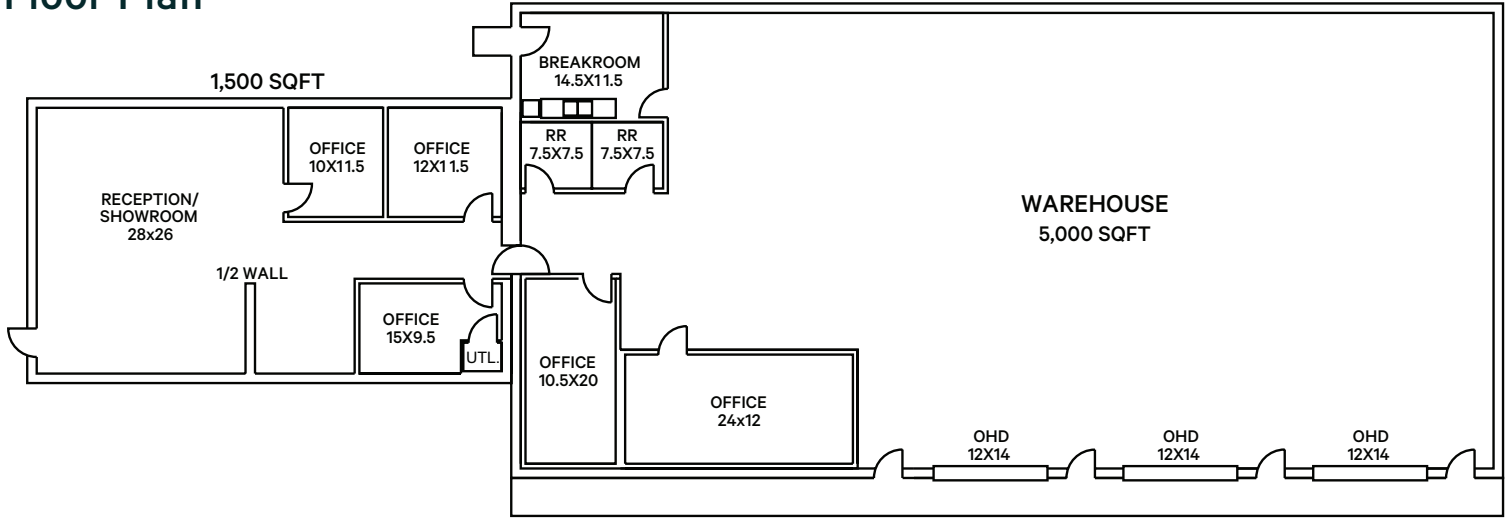 Floor Plan
1,500 SQFT
BREAKROOM
14.5X11.5
RR
7.5X7.5
RR
7.5X7.5
OFFICE
10X11.5
OFFICE
12X11.5
RECEPTION/
SHOWROOM
28x26
1/2 WALL
WAREHOUSE
5,000 SQFT
OFFICE
15X9.5
UTL.
OFFICE
10.5X20
OFFICE
24x12
OHD
12X14
OHD
12X14
OHD
12X14